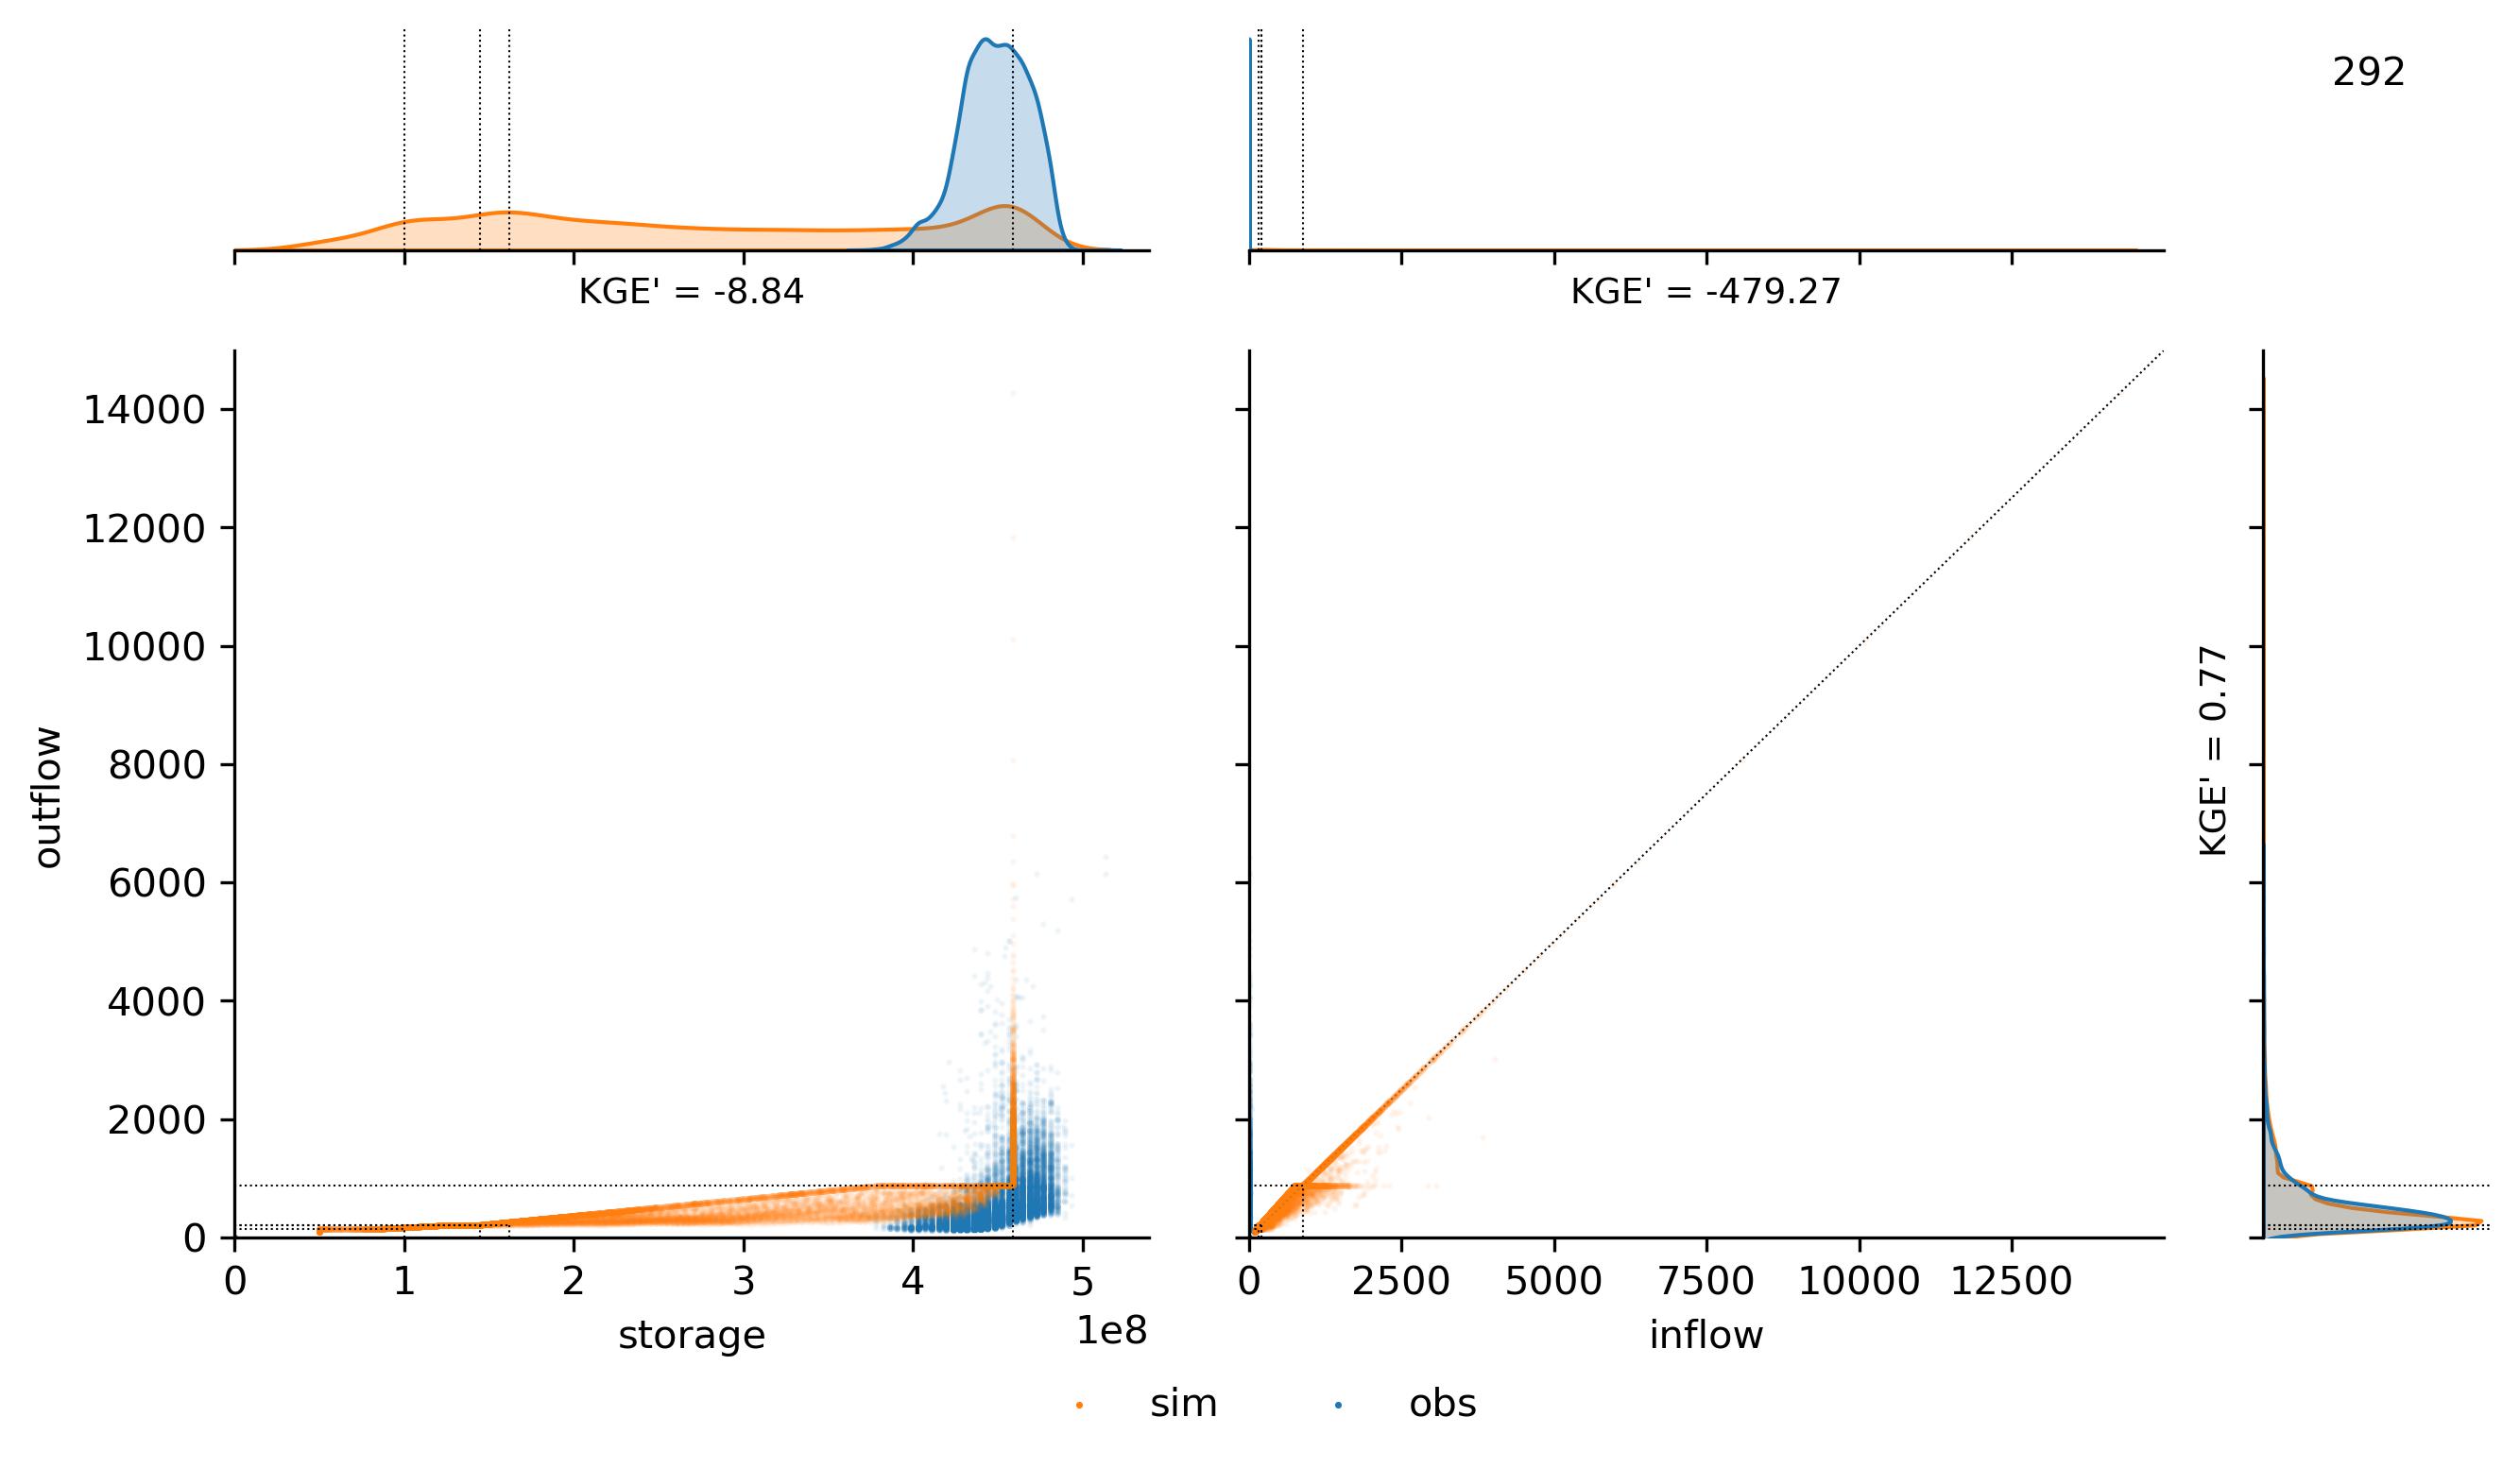 292
KGE' = -8.84
KGE' = -479.27
14000
12000
10000
8000
6000
4000
2000
0
outflow
KGE' = 0.77
0 1 2 3 4 5
1e8
storage
0 2500 5000 7500 10000 12500
inflow
sim obs